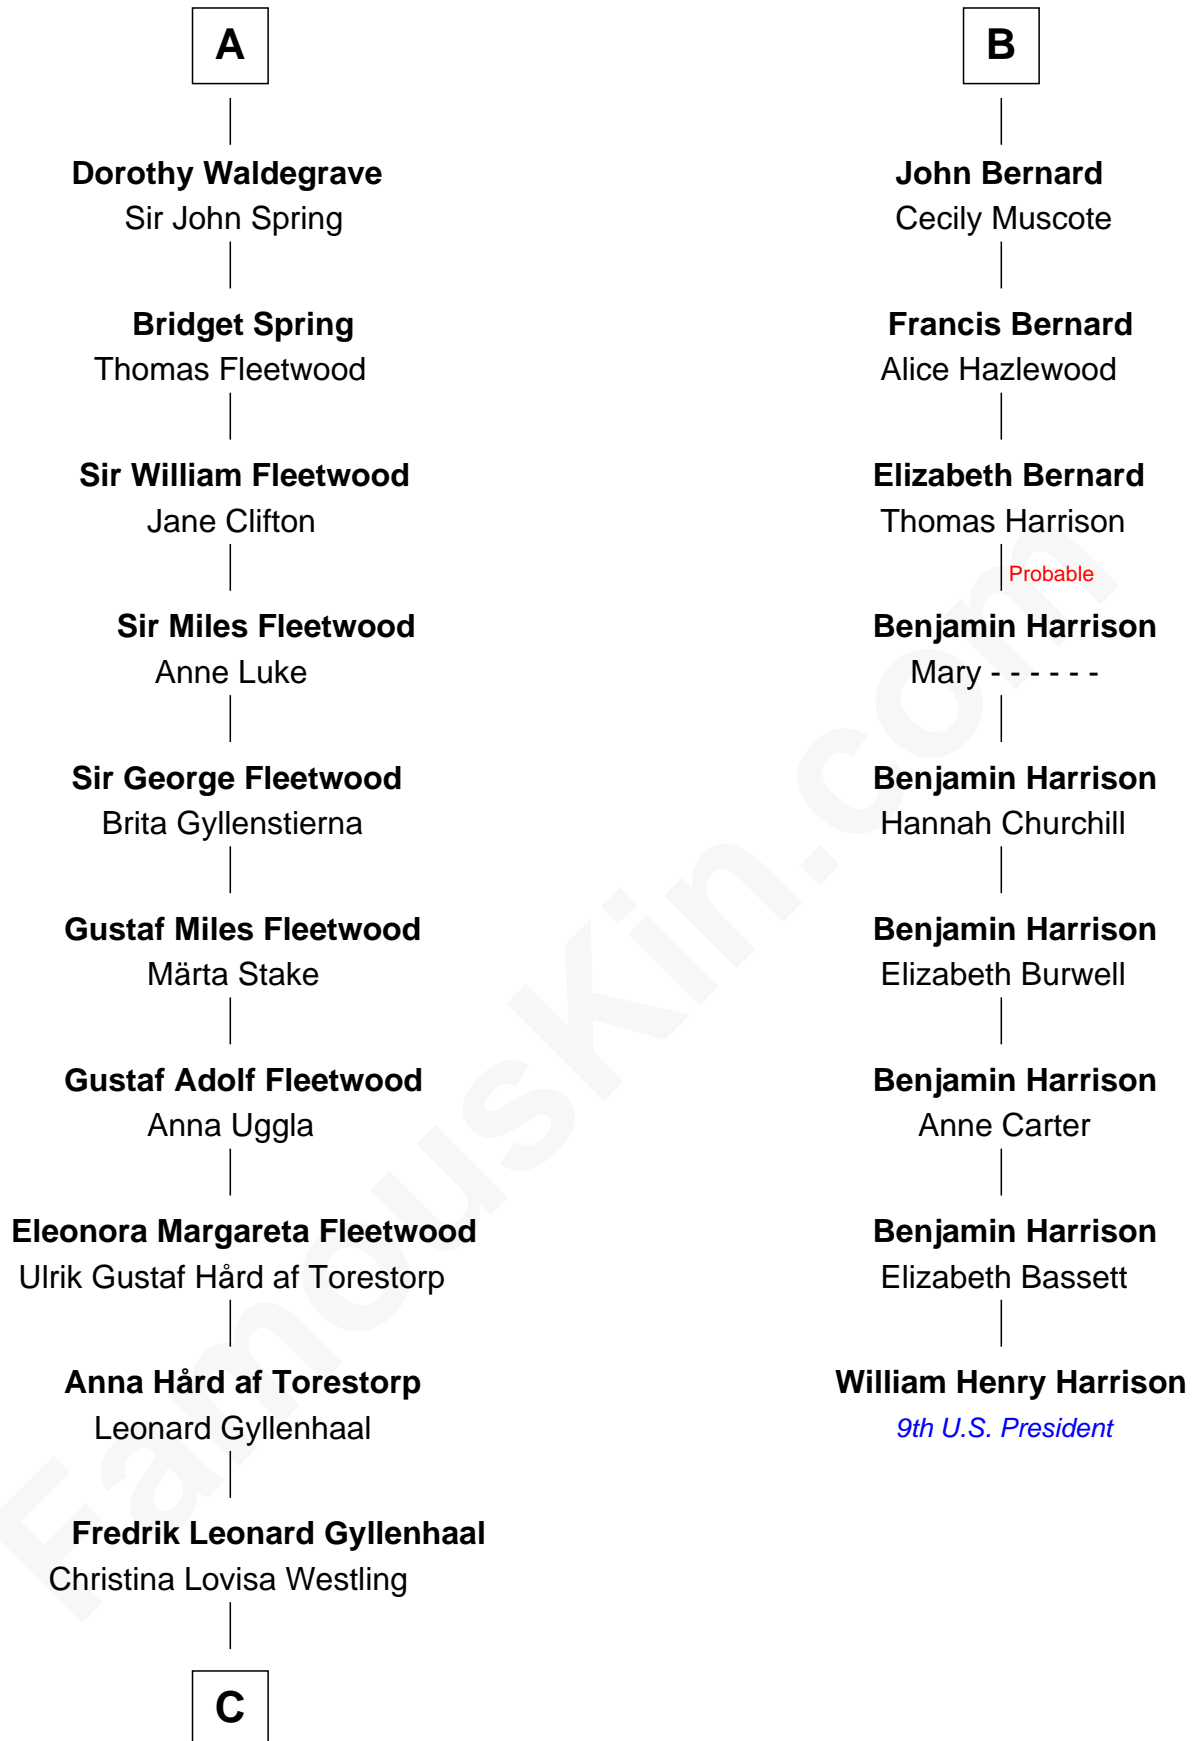 A
Dorothy Waldegrave
Sir John Spring
Bridget Spring
Thomas Fleetwood
Sir William Fleetwood
Jane Clifton
Sir Miles Fleetwood
Anne Luke
Sir George Fleetwood
Brita Gyllenstierna
Gustaf Miles Fleetwood
Märta Stake
Gustaf Adolf Fleetwood
Anna Uggla
Eleonora Margareta Fleetwood
Ulrik Gustaf Hård af Torestorp
Anna Hård af Torestorp
Leonard Gyllenhaal
Fredrik Leonard Gyllenhaal
Christina Lovisa Westling
C
B
John Bernard
Cecily Muscote
Francis Bernard
Alice Hazlewood
Elizabeth Bernard
Thomas Harrison
Probable
Benjamin Harrison
Mary - - - - - -
Benjamin Harrison
Hannah Churchill
Benjamin Harrison
Elizabeth Burwell
Benjamin Harrison
Anne Carter
Benjamin Harrison
Elizabeth Bassett
William Henry Harrison
9th U.S. President
FamousKin.com